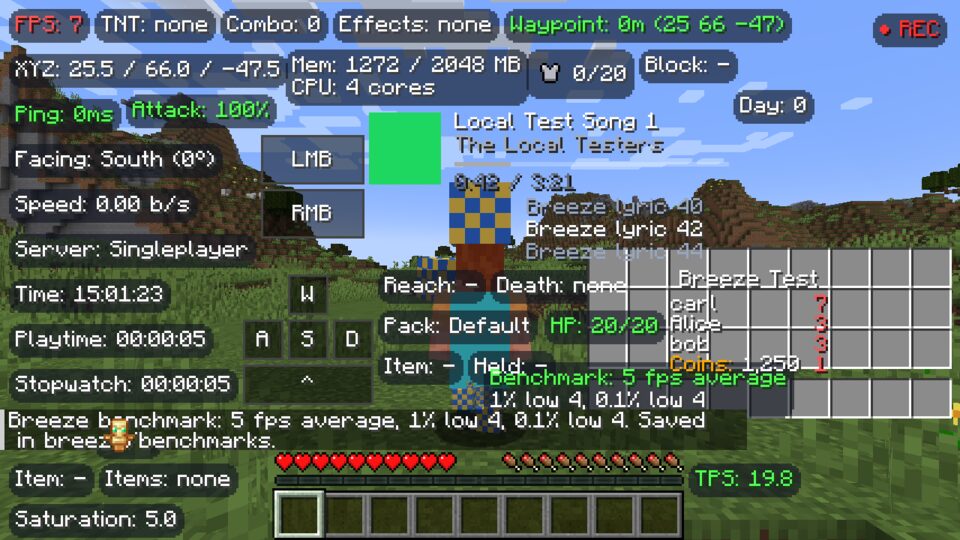 FPS: 7
TNT: none
Combo: 0
Effects: none
Waypoint: 0m (25 66 -47)
REC
XYZ: 25.5 / 66.0 / -47.5
Mem: 1272 / 2048 MB
CPU: 4 cores
0/20
Block: -
Day: 0
Ping: 0ms
Attack: 100%
Local Test Song 1
The Local Testers
0:42 / 3:21
Facing: South (0°)
LMB
Speed: 0.00 b/s
RMB
Breeze lyric 40
Breeze lyric 42
Breeze lyric 44
Server: Singleplayer
Reach: -
Death: none
Breeze Test
Time: 15:01:23
W
carl 7
Alice 3
bob 3
Coins: 1,250 1
Pack: Default
HP: 20/20
Playtime: 00:00:05
A
S
D
Item: -
Held: -
Stopwatch: 00:00:05
^
Benchmark: 5 fps average
1% low 4, 0.1% low 4
Breeze benchmark: 5 fps average, 1% low 4, 0.1% low 4. Saved
in breeze benchmarks.
Item: -
Items: none
TPS: 19.8
Saturation: 5.0